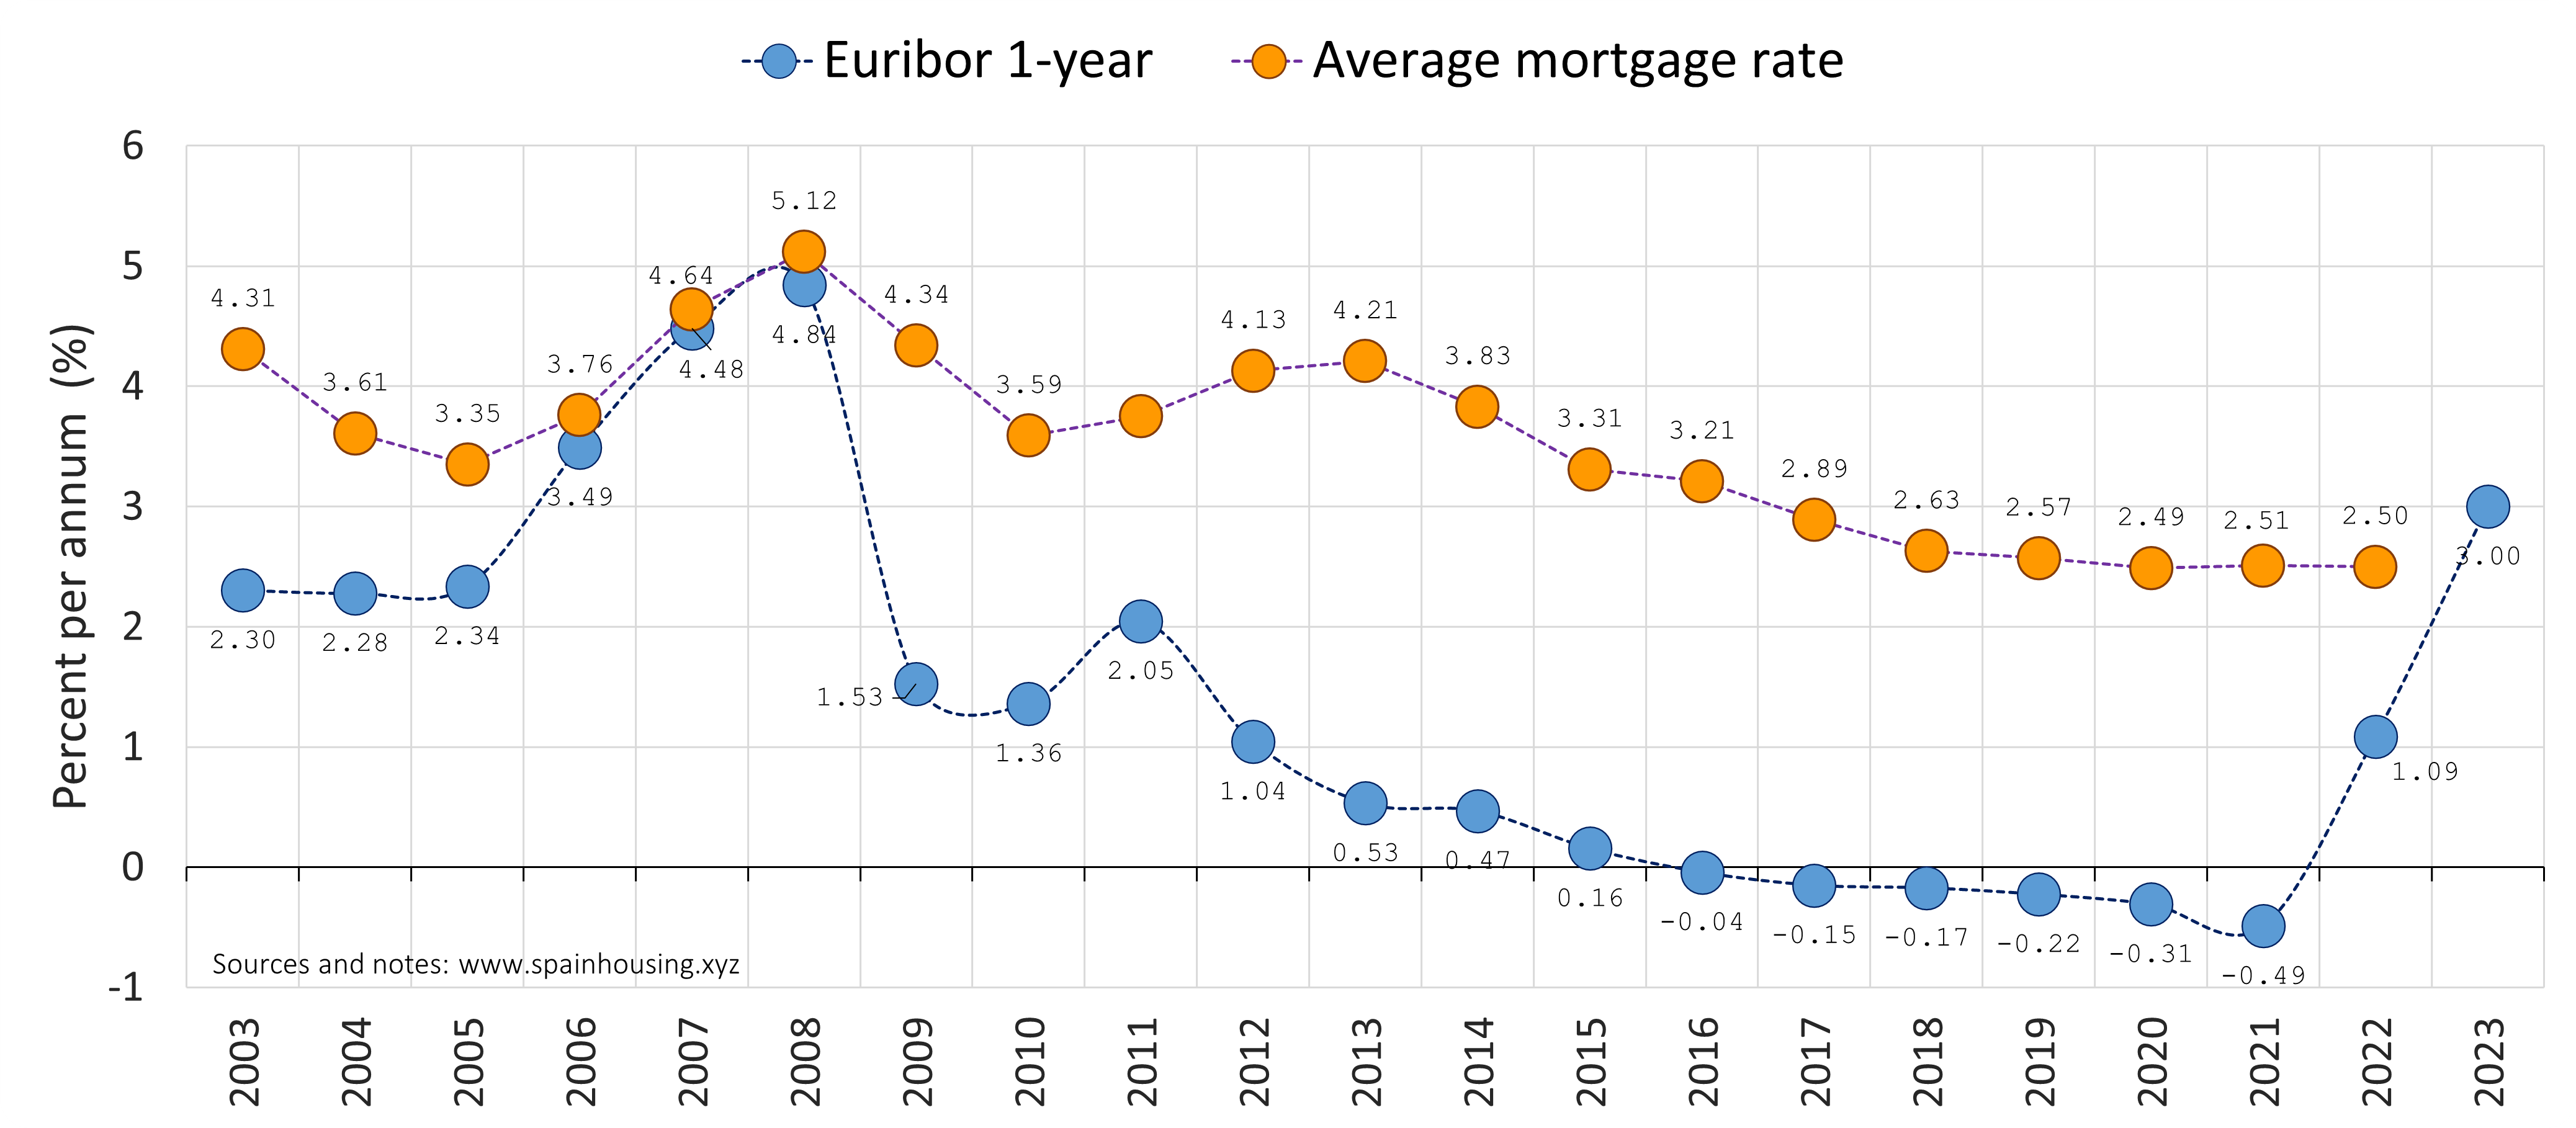 Euribor 1-year Average mortgage rate
Percent per annum (%)
6
5
4
3
2
1
0
-1
4.31 3.61 3.35 3.76 4.64 5.12 4.34 3.59 4.13 4.21 3.83 3.31 3.21 2.89 2.63 2.57 2.49 2.51 2.50
2.30 2.28 2.34 3.49 4.48 4.84 1.53 1.36 2.05 1.04 0.53 0.47 0.16 -0.04 -0.15 -0.17 -0.22 -0.31 -0.49 1.09 3.00
Sources and notes: www.spainhousing.xyz
2003 2004 2005 2006 2007 2008 2009 2010 2011 2012 2013 2014 2015 2016 2017 2018 2019 2020 2021 2022 2023